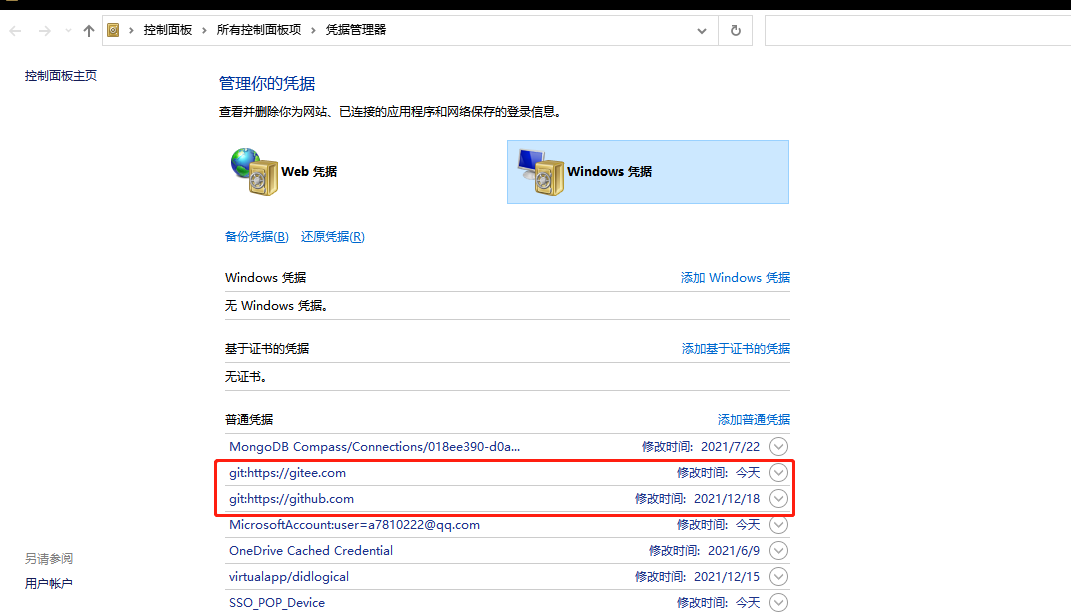 控制面板 > 所有控制面板项 > 凭据管理器
控制面板主页
管理你的凭据
查看并删除你为网站、已连接的应用程序和网络保存的登录信息。
Web 凭据
Windows 凭据
备份凭据(B) 还原凭据(R)
Windows 凭据 添加 Windows 凭据
无 Windows 凭据。
基于证书的凭据 添加基于证书的凭据
无证书。
普通凭据 添加普通凭据
MongoDB Compass/Connections/018ee390-d0a... 修改时间: 2021/7/22
git:https://gitee.com 修改时间: 今天
git:https://github.com 修改时间: 2021/12/18
MicrosoftAccount:user=a7810222@qq.com 修改时间: 今天
OneDrive Cached Credential 修改时间: 2021/6/9
virtualapp/didlogical 修改时间: 2021/12/15
SSO_POP_Device 修改时间: 今天
另请参阅
用户帐户